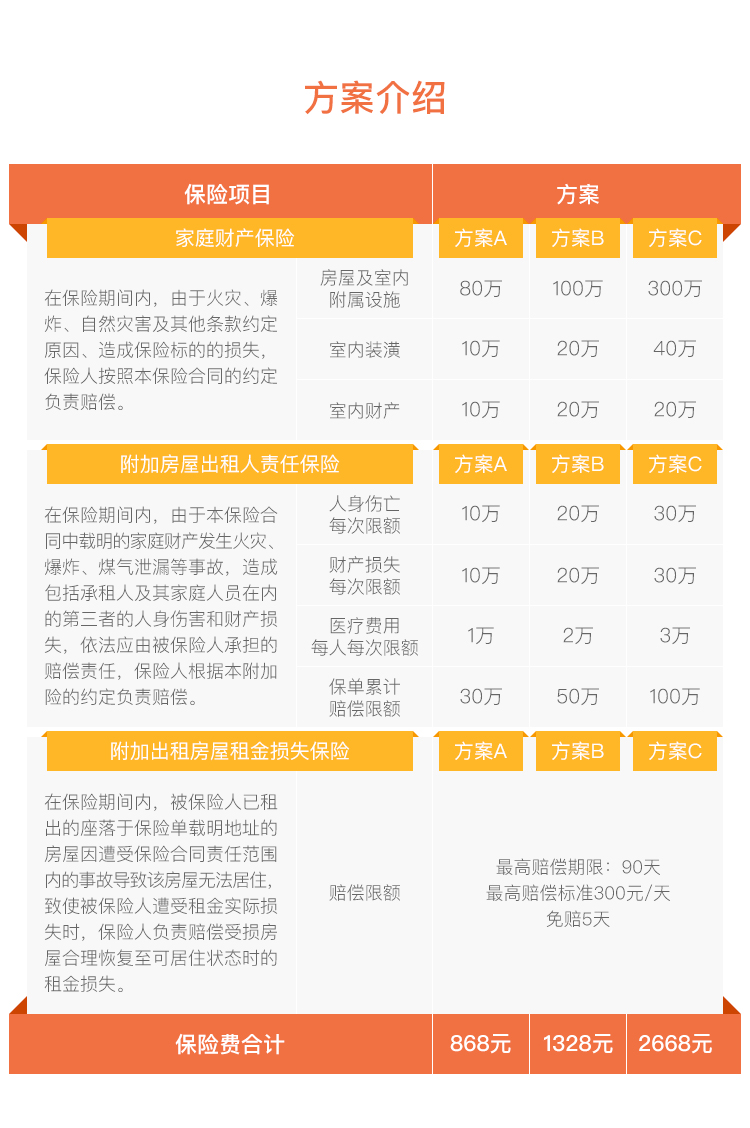 方案介绍
保险项目
方案
家庭财产保险
方案A
方案B
方案C
在保险期间内，由于火灾、爆
炸、自然灾害及其他条款约定
原因、造成保险标的的损失，
保险人按照本保险合同的约定
负责赔偿。
房屋及室内
附属设施
80万
100万
300万
室内装潢
10万
20万
40万
室内财产
10万
20万
20万
附加房屋出租人责任保险
方案A
方案B
方案C
在保险期间内，由于本保险合
同中载明的家庭财产发生火灾、
爆炸、煤气泄漏等事故，造成
包括承租人及其家庭人员在内
的第三者的人身伤害和财产损
失，依法应由被保险人承担的
赔偿责任，保险人根据本附加
险的约定负责赔偿。
人身伤亡
每次限额
10万
20万
30万
财产损失
每次限额
10万
20万
30万
医疗费用
每人每次限额
1万
2万
3万
保单累计
赔偿限额
30万
50万
100万
附加出租房屋租金损失保险
方案A
方案B
方案C
在保险期间内，被保险人已租
出的座落于保险单载明地址的
房屋因遭受保险合同责任范围
内的事故导致该房屋无法居住，
致使被保险人遭受租金实际损
失时，保险人负责赔偿受损房
屋合理恢复至可居住状态时的
租金损失。
赔偿限额
最高赔偿期限：90天
最高赔偿标准300元/天
免赔5天
保险费合计
868元
1328元
2668元